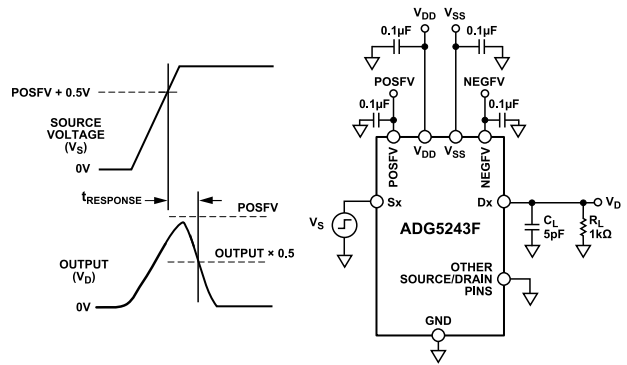 POSFV + 0.5V
SOURCE
VOLTAGE
(VS)
0V
tRESPONSE
POSFV
OUTPUT × 0.5
OUTPUT
(VD)
0V
VDD
VSS
0.1µF
0.1µF
POSFV
NEGFV
0.1µF
0.1µF
POSFV
VDD
VSS
NEGFV
Sx
Dx
VD
VS
ADG5243F
CL
5pF
RL
1kΩ
OTHER
SOURCE/DRAIN
PINS
GND